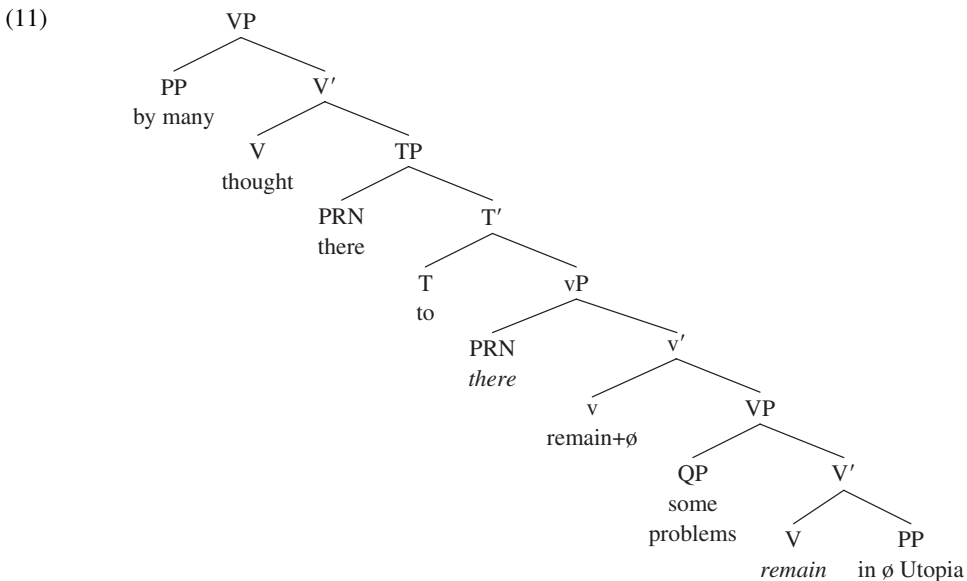 (11)
VP
PP V′
by many
V TP
thought
PRN T′
there
T vP
to
PRN v′
there
v VP
remain+ø
QP V′
some
problems V PP
remain in ø Utopia